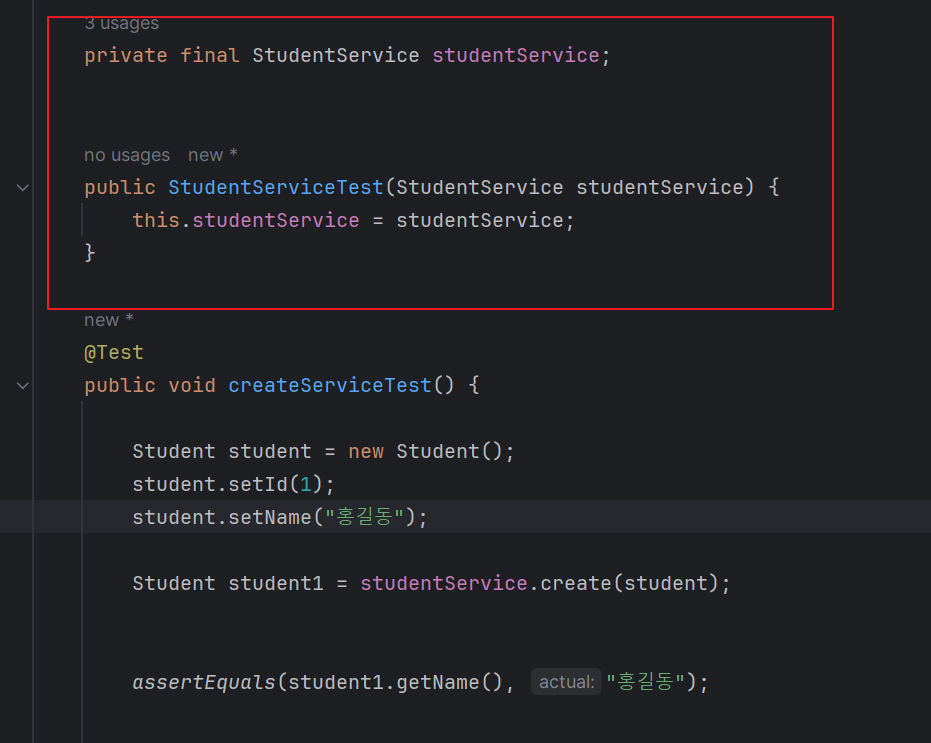 3 usages
private final StudentService studentService;
no usages new *
public StudentServiceTest(StudentService studentService) {
this.studentService = studentService;
}
new *
@Test
public void createServiceTest() {
Student student = new Student();
student.setId(1);
student.setName("홍길동");
Student student1 = studentService.create(student);
assertEquals(student1.getName(), actual: "홍길동");